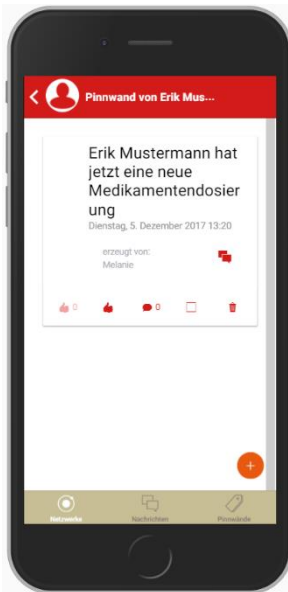 Pinnwand von Erik Mus...
Erik Mustermann hat
jetzt eine neue
Medikamentendosier
ung
Dienstag, 5. Dezember 2017 13:20
erzeugt von:
Melanie
0
0
Netzwerke
Nachrichten
Pinnwände